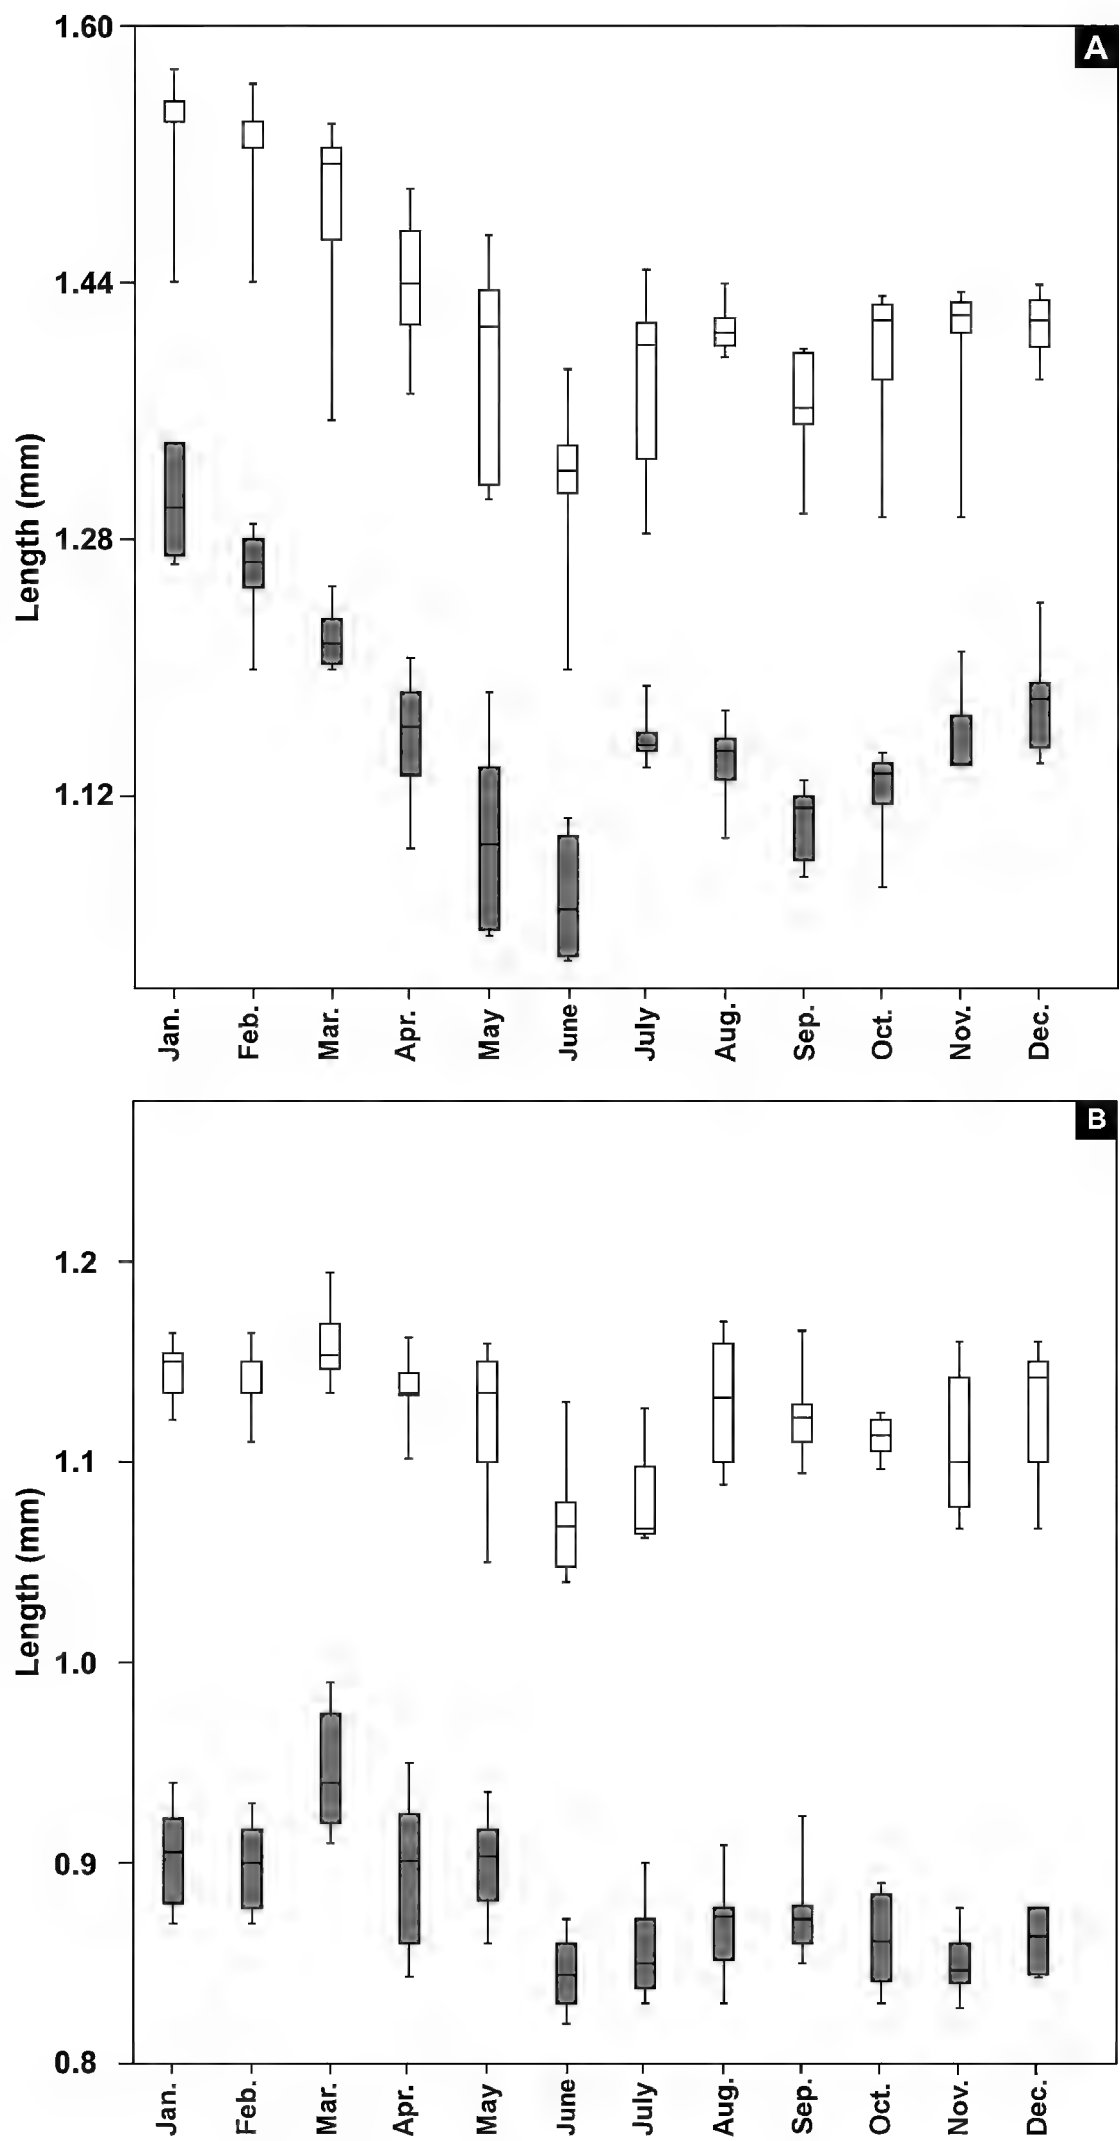 A
1.60
1.44
1.28
1.12
Length (mm)
Jan. Feb. Mar. Apr. May June July Aug. Sep. Oct. Nov. Dec.
B
1.2
1.1
1.0
0.9
0.8
Length (mm)
Jan. Feb. Mar. Apr. May June July Aug. Sep. Oct. Nov. Dec.